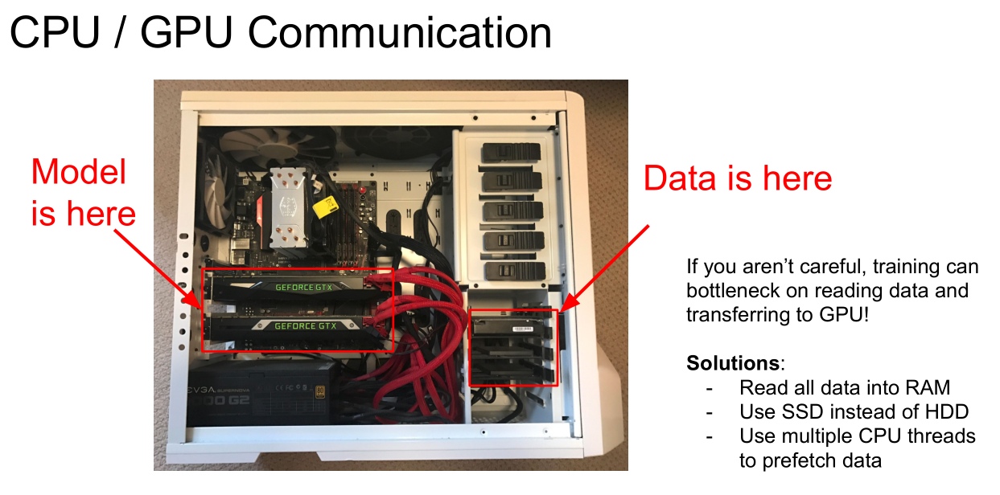 CPU / GPU Communication
Model
is here
Data is here
GEFORCE GTX
GEFORCE GTX
EVGA SUPERNOVA
G2
If you aren’t careful, training can
bottleneck on reading data and
transferring to GPU!
Solutions:
- Read all data into RAM
- Use SSD instead of HDD
- Use multiple CPU threads
to prefetch data